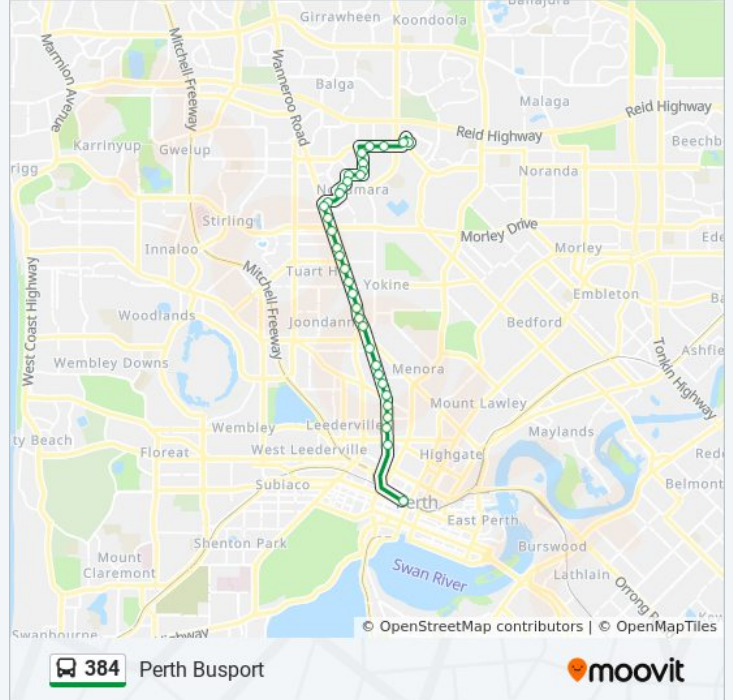 Ballajura
Girrawheen
Koondoola
Marmion Avenue
Mitchell Freeway
Wanneroo Road
Balga
Malaga
Reid Highway
Reid Highway
Karrinyup
Gwelup
Beechb
rigg
Noranda
Stirling
Morley Drive
Ede
Innaloo
Morley
Mitchell Freeway
Tuart H
Yokine
West Coast Highway
Embleton
Ba
Woodlands
Joondann
Bedford
Tonkin Highway
Ashfie
Wembley Downs
Menora
Mount Lawley
ty Beach
Wembley
Leederville
Maylands
Floreat
West Leederville
Highgate
Rede
Subiaco
Belmont
Perth
East Perth
Shenton Park
Burswood
Mount
Claremont
Swan River
Lathlain
Orrong
Swanbourne
Highway
© OpenStreetMap contributors | © OpenMapTiles
384 Perth Busport
moovit